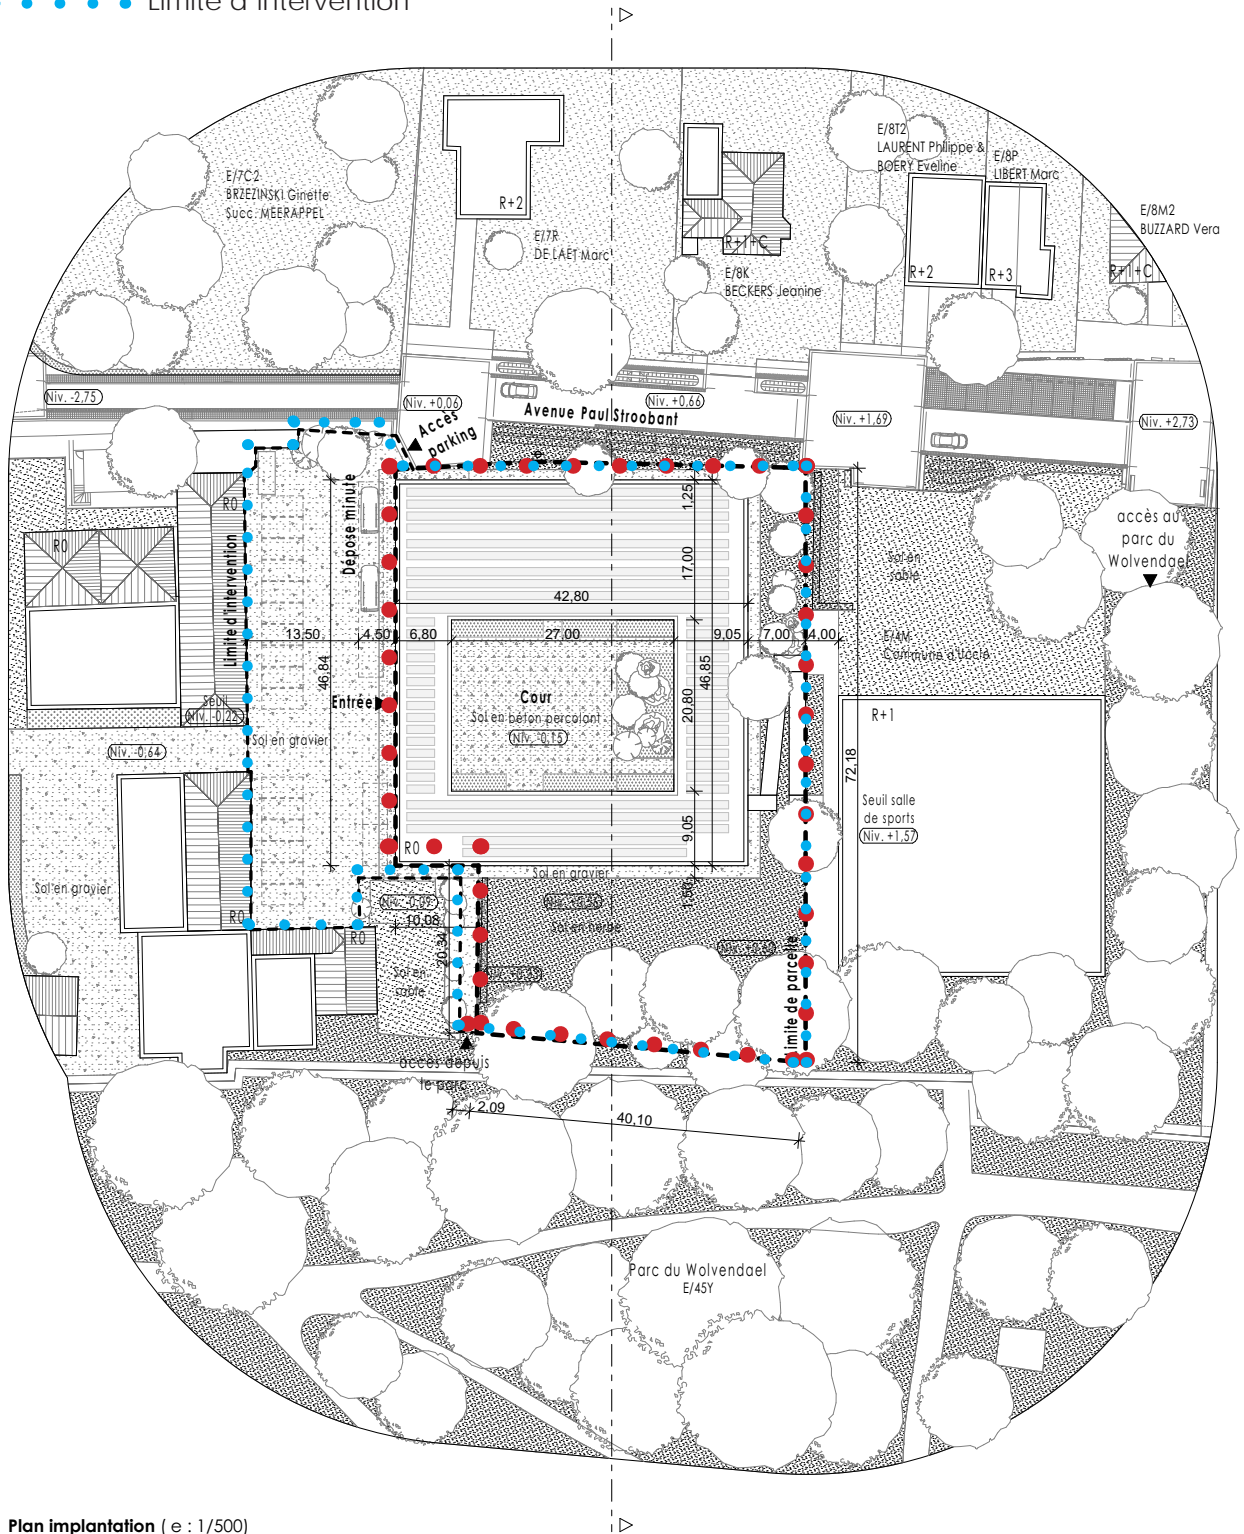 Limite d'intervention
E/7C2
BRZEZINSKI Ginette
Succ. MEERAPPEL
R+2
E/7R
DE LAET Marc
R+1+C
E/8K
BECKERS Jeanine
E/8T2
LAURENT Philippe &
BOERY Eveline
E/8P
LIBERT Marc
R+2
R+3
E/8M2
BUZZARD Vera
R+1+C
Niv. -2,75
Niv. +0,06
Niv. +0,66
Niv. +1,69
Niv. +2,73
Accès
parking
Avenue Paul Stroobant
Dépose minute
Limite d'intervention
R0
R0
1,25
17,00
42,80
13,50
4,50
6,80
27,00
9,05
7,00
4,00
46,84
46,85
20,80
72,18
Entrée
Cour
Sol en béton percolant
Niv. -0,15
Seuil
Niv. -0,22
Sol en gravier
Niv. -0,64
Sol en
sable
E/4M
Commune d'Uccle
accès au
parc du
Wolvendael
R+1
Seuil salle
de sports
Niv. +1,57
9,05
R0
Sol en gravier
Sol en gravier
R0
R0
Niv. -0,09
10,08
20,34
Sol en
sable
Sol en herbe
limite de parcelle
accès depuis
le parc
2,09
40,10
Parc du Wolvendael
E/45Y
Plan implantation ( e : 1/500)